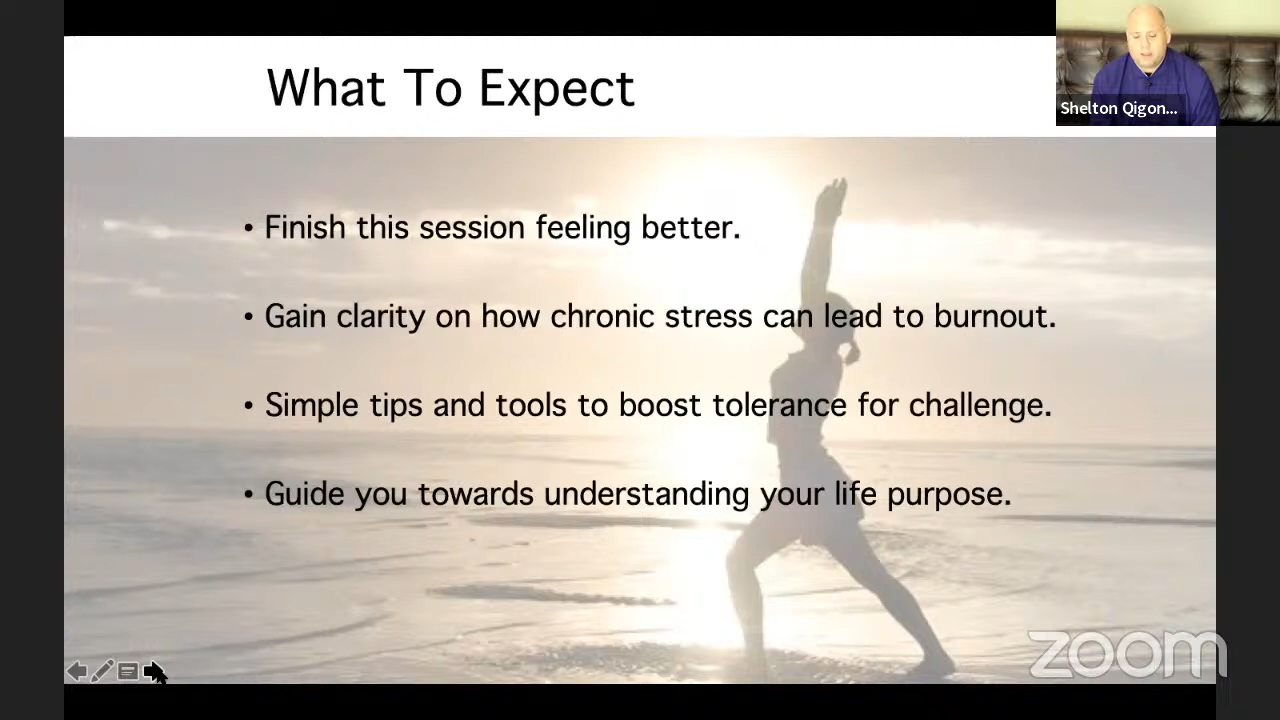 What To Expect
Shelton Qigon...
• Finish this session feeling better.
• Gain clarity on how chronic stress can lead to burnout.
• Simple tips and tools to boost tolerance for challenge.
• Guide you towards understanding your life purpose.
zoom